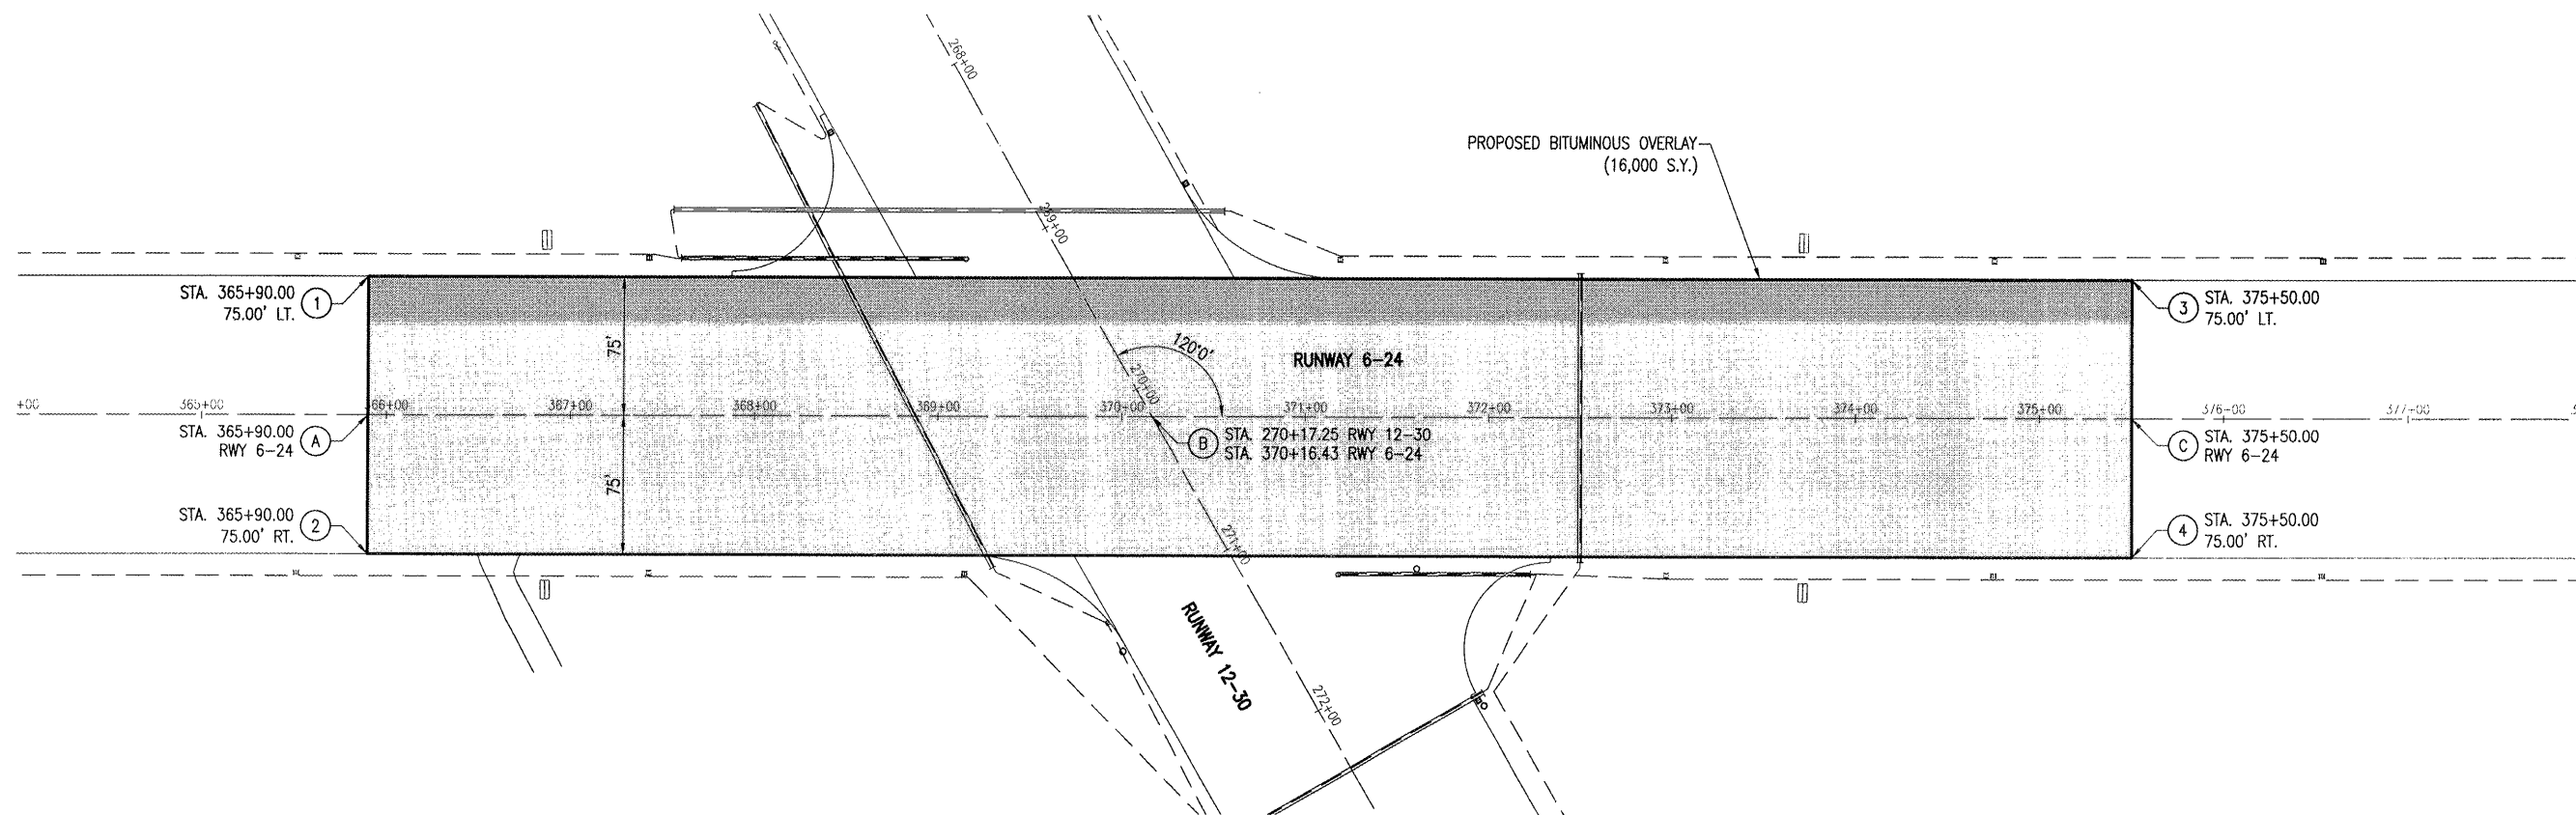 268+00
PROPOSED BITUMINOUS OVERLAY
(16,000 S.Y.)
269+00
STA. 365+90.00
75.00' LT.
1
3
STA. 375+50.00
75.00' LT.
75'
120°0'
RUNWAY 6-24
270+00
+00
365+00
66+00
367+00
368+00
369+00
370+00
371+00
372+00
373+00
374+00
375+00
376+00
377+00
STA. 365+90.00
RWY 6-24
A
B
STA. 270+17.25 RWY 12-30
STA. 370+16.43 RWY 6-24
C
STA. 375+50.00
RWY 6-24
75'
STA. 365+90.00
75.00' RT.
2
4
STA. 375+50.00
75.00' RT.
271+00
RUNWAY 12-30
272+00